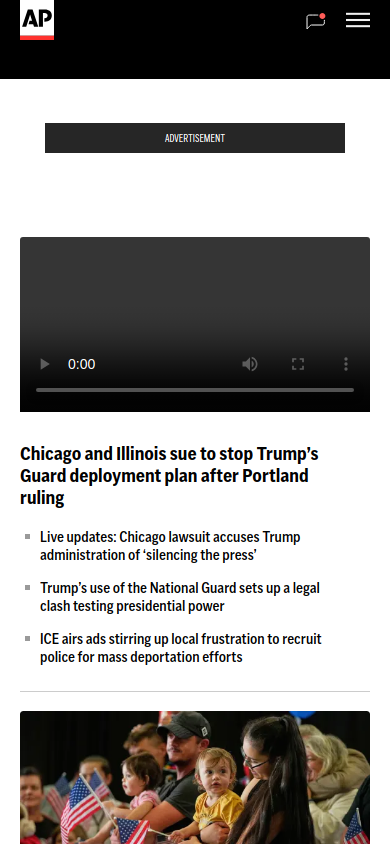 AP
ADVERTISEMENT
0:00
Chicago and Illinois sue to stop Trump’s
Guard deployment plan after Portland
ruling
Live updates: Chicago lawsuit accuses Trump
administration of ‘silencing the press’
Trump’s use of the National Guard sets up a legal
clash testing presidential power
ICE airs ads stirring up local frustration to recruit
police for mass deportation efforts